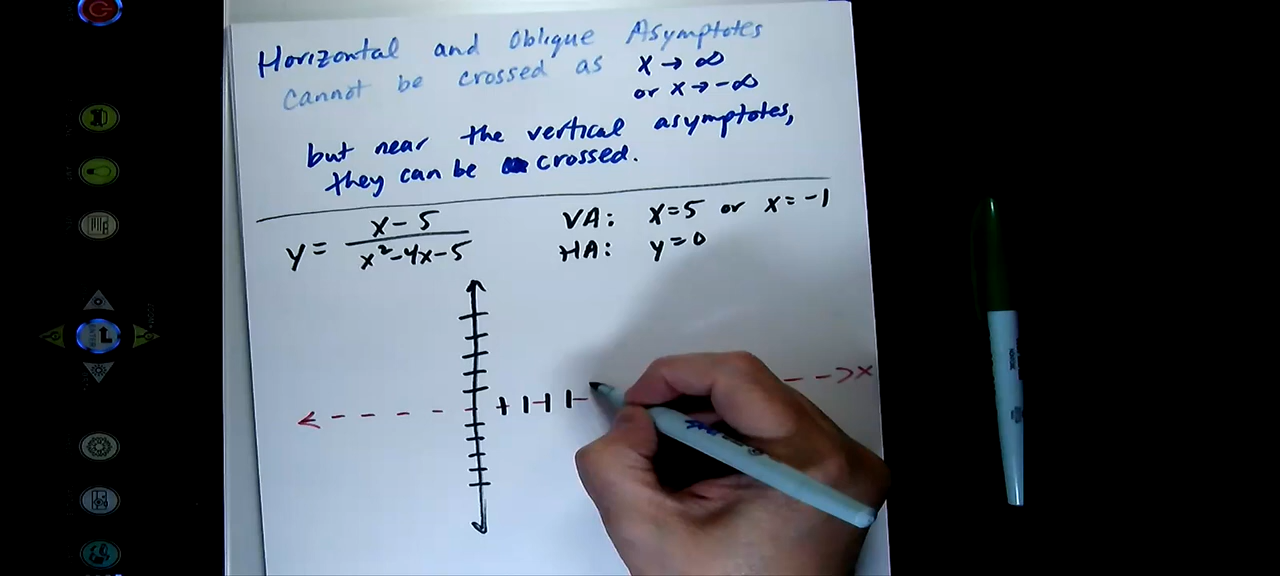 Horizontal and Oblique Asymptotes
cannot be crossed as x → ∞
or x → -∞
but near the vertical asymptotes,
they can be crossed.
y = (x - 5)/(x² - 4x - 5)
VA: x = 5 or x = -1
HA: y = 0
x